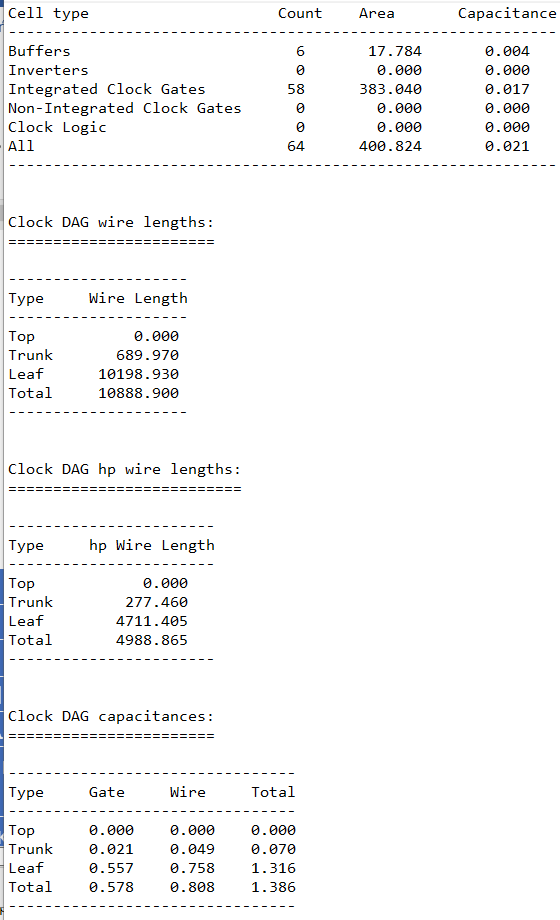 Cell type                     Count    Area       Capacitance
-------------------------------------------------------------
Buffers                         6       17.784       0.004
Inverters                       0        0.000       0.000
Integrated Clock Gates         58      383.040       0.017
Non-Integrated Clock Gates      0        0.000       0.000
Clock Logic                     0        0.000       0.000
All                            64      400.824       0.021
-------------------------------------------------------------
Clock DAG wire lengths:
=======================
--------------------
Type     Wire Length
--------------------
Top           0.000
Trunk       689.970
Leaf      10198.930
Total     10888.900
--------------------
Clock DAG hp wire lengths:
==========================
-----------------------
Type     hp Wire Length
-----------------------
Top            0.000
Trunk        277.460
Leaf        4711.405
Total       4988.865
-----------------------
Clock DAG capacitances:
=======================
--------------------------------
Type     Gate     Wire     Total
--------------------------------
Top      0.000    0.000    0.000
Trunk    0.021    0.049    0.070
Leaf     0.557    0.758    1.316
Total    0.578    0.808    1.386
--------------------------------